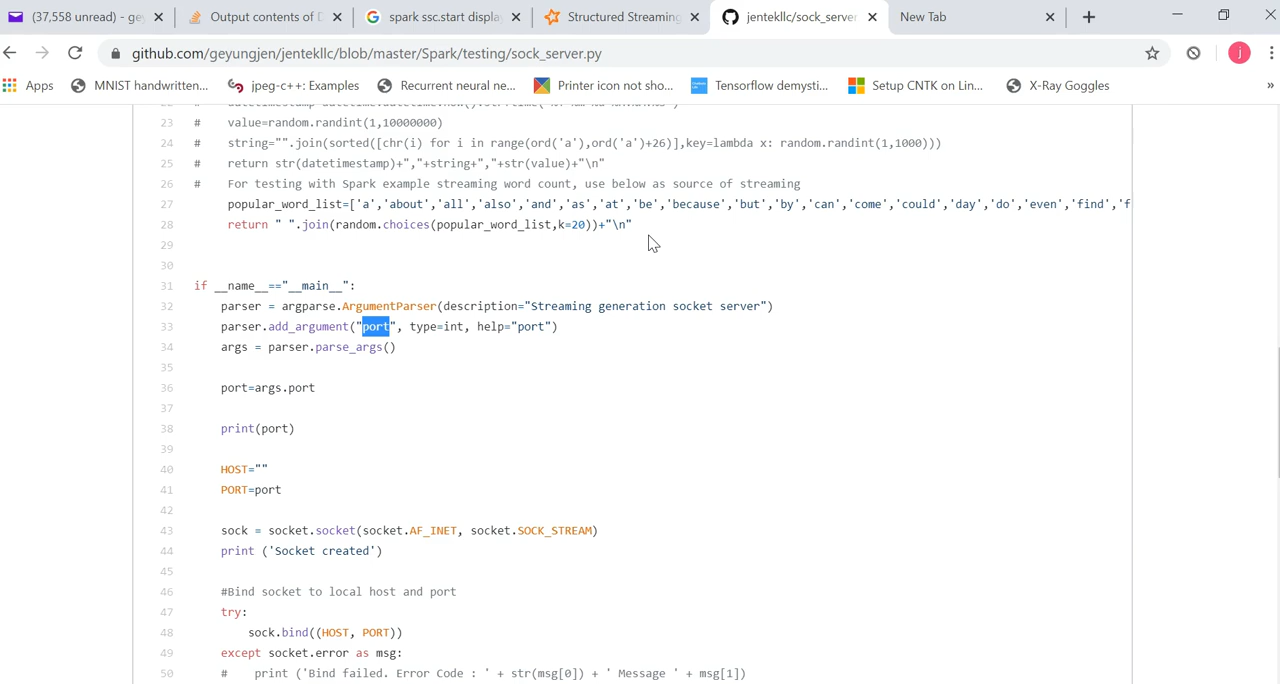 (37,558 unread) - ge
Output contents of D
spark ssc.start displa
Structured Streaming
jentekllc/sock_server
New Tab
github.com/geyungjen/jentekllc/blob/master/Spark/testing/sock_server.py
j
Apps
MNIST handwritten...
jpeg-c++: Examples
Recurrent neural ne...
Printer icon not sho...
Tensorflow demysti...
Setup CNTK on Lin...
X-Ray Goggles
»
23 # value=random.randint(1,10000000)
24 # string="".join(sorted([chr(i) for i in range(ord('a'),ord('a')+26)],key=lambda x: random.randint(1,1000)))
25 # return str(datetimestamp)+","+string+","+str(value)+"\n"
26 # For testing with Spark example streaming word count, use below as source of streaming
27 popular_word_list=['a','about','all','also','and','as','at','be','because','but','by','can','come','could','day','do','even','find','f
28 return " ".join(random.choices(popular_word_list,k=20))+"\n"
29
30
31 if __name__=="__main__":
32 parser = argparse.ArgumentParser(description="Streaming generation socket server")
33 parser.add_argument("port", type=int, help="port")
34 args = parser.parse_args()
35
36 port=args.port
37
38 print(port)
39
40 HOST=""
41 PORT=port
42
43 sock = socket.socket(socket.AF_INET, socket.SOCK_STREAM)
44 print ('Socket created')
45
46 #Bind socket to local host and port
47 try:
48 sock.bind((HOST, PORT))
49 except socket.error as msg:
50 # print ('Bind failed. Error Code : ' + str(msg[0]) + ' Message ' + msg[1])